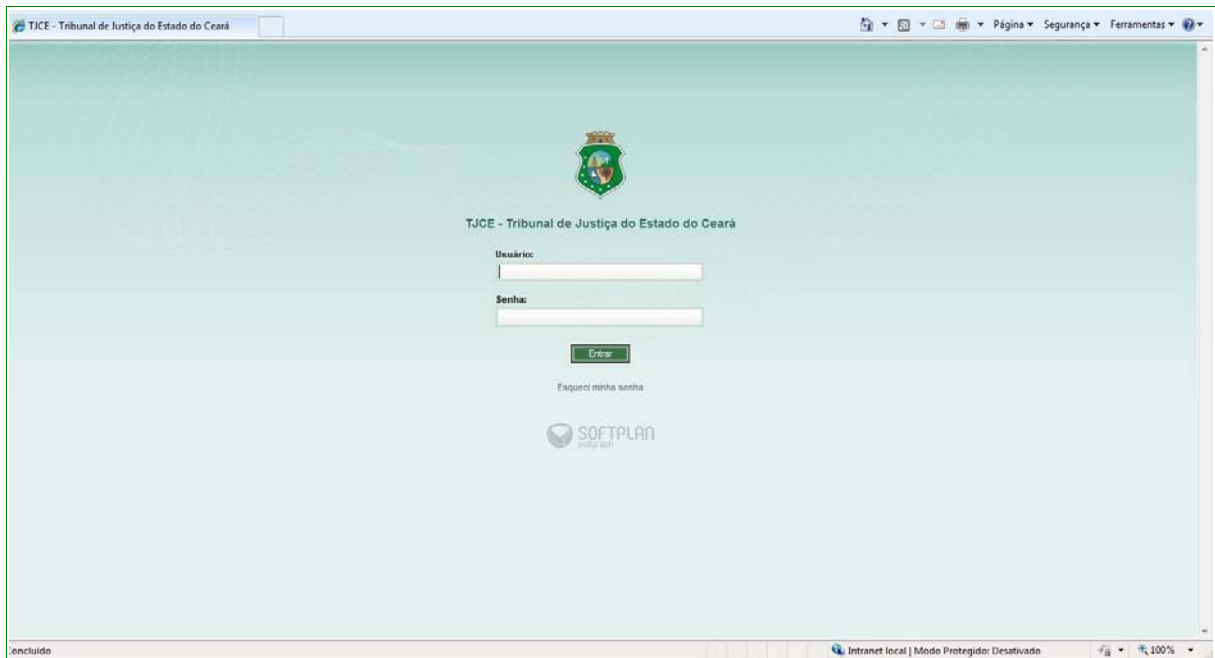 TJCE - Tribunal de Justiça do Estado do Ceará
Página Segurança Ferramentas
TJCE - Tribunal de Justiça do Estado do Ceará
Usuário:
Senha:
Entrar
Esqueci minha senha
SOFTPLAN
poligraph
oncluído
Intranet local | Modo Protegido: Desativado
100%